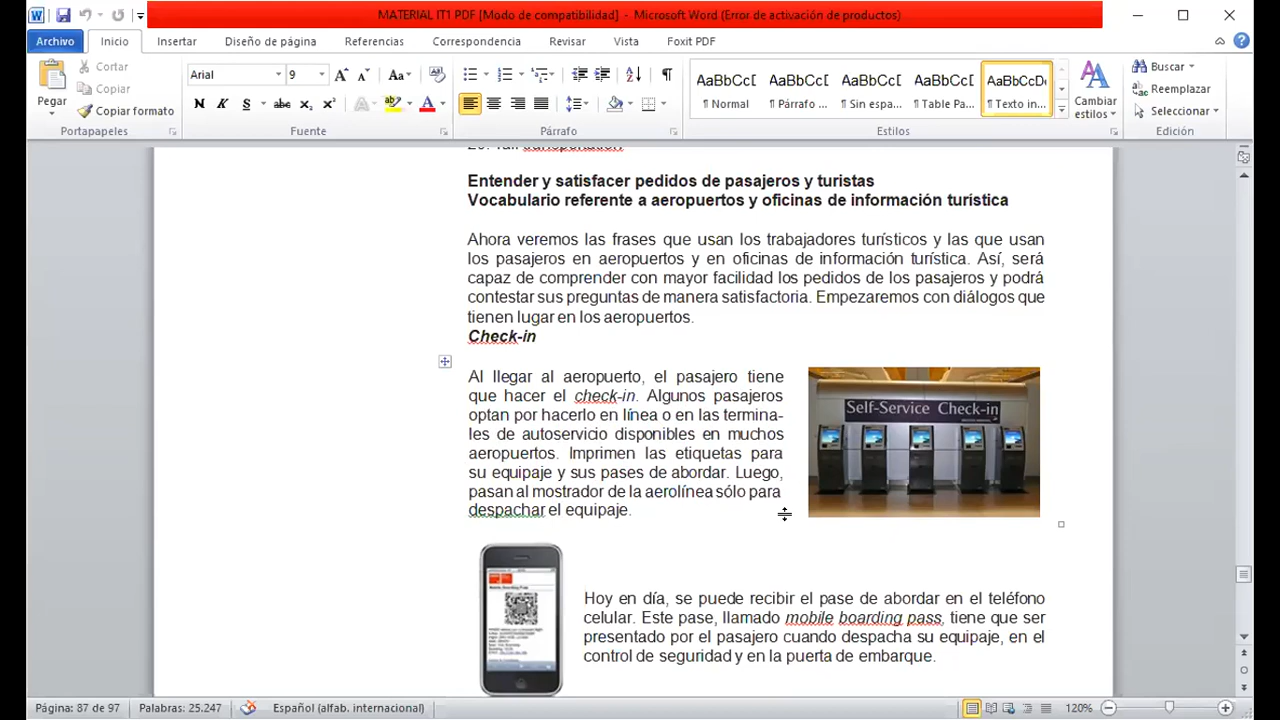 MATERIAL IT1 PDF [Modo de compatibilidad] - Microsoft Word (Error de activación de productos)
Archivo Inicio Insertar Diseño de página Referencias Correspondencia Revisar Vista Foxit PDF
Pegar
Cortar
Copiar
Copiar formato
Portapapeles
Arial 9
N K S abc x₂ x² A ab A
Fuente
Párrafo
AaBbCcI AaBbCcI AaBbCcI AaBbCcI AaBbCcDc
¶ Normal ¶ Párrafo ... ¶ Sin espa... ¶ Table Pa... ¶ Texto in...
Cambiar estilos
Estilos
Buscar
Reemplazar
Seleccionar
Edición
Entender y satisfacer pedidos de pasajeros y turistas
Vocabulario referente a aeropuertos y oficinas de información turística
Ahora veremos las frases que usan los trabajadores turísticos y las que usan
los pasajeros en aeropuertos y en oficinas de información turística. Así, será
capaz de comprender con mayor facilidad los pedidos de los pasajeros y podrá
contestar sus preguntas de manera satisfactoria. Empezaremos con diálogos que
tienen lugar en los aeropuertos.
Check-in
Al llegar al aeropuerto, el pasajero tiene
que hacer el check-in. Algunos pasajeros
optan por hacerlo en línea o en las termina-
les de autoservicio disponibles en muchos
aeropuertos. Imprimen las etiquetas para
su equipaje y sus pases de abordar. Luego,
pasan al mostrador de la aerolínea sólo para
despachar el equipaje.
Self-Service Check-in
Hoy en día, se puede recibir el pase de abordar en el teléfono
celular. Este pase, llamado mobile boarding pass, tiene que ser
presentado por el pasajero cuando despacha su equipaje, en el
control de seguridad y en la puerta de embarque.
Página: 87 de 97 Palabras: 25.247 Español (alfab. internacional) 120%